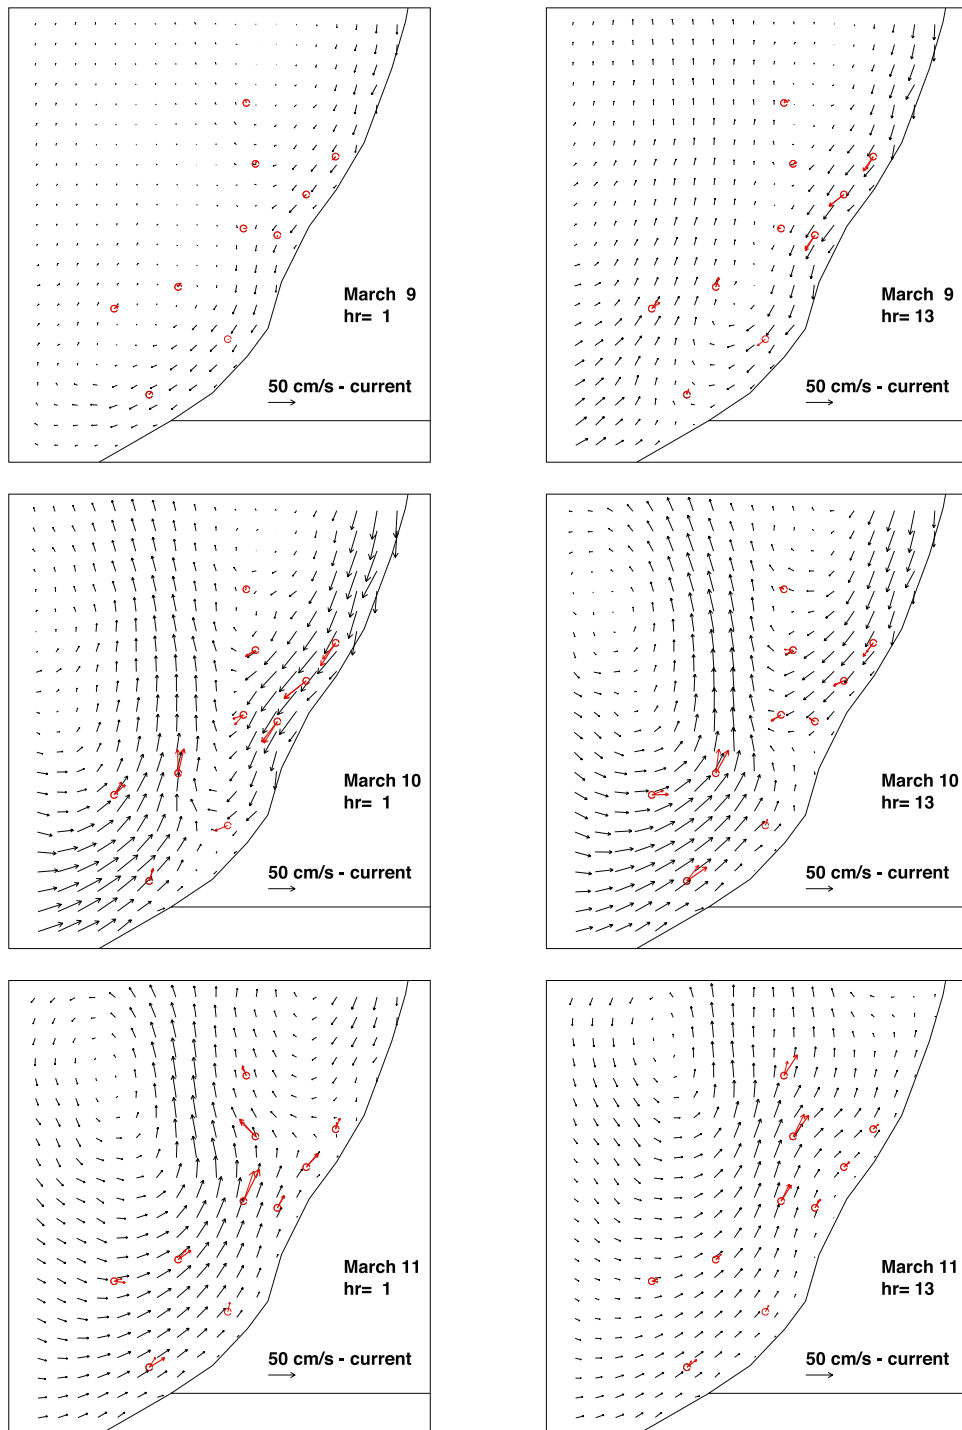 March 9
hr= 1
50 cm/s - current
March 9
hr= 13
50 cm/s - current
March 10
hr= 1
50 cm/s - current
March 10
hr= 13
50 cm/s - current
March 11
hr= 1
50 cm/s - current
March 11
hr= 13
50 cm/s - current